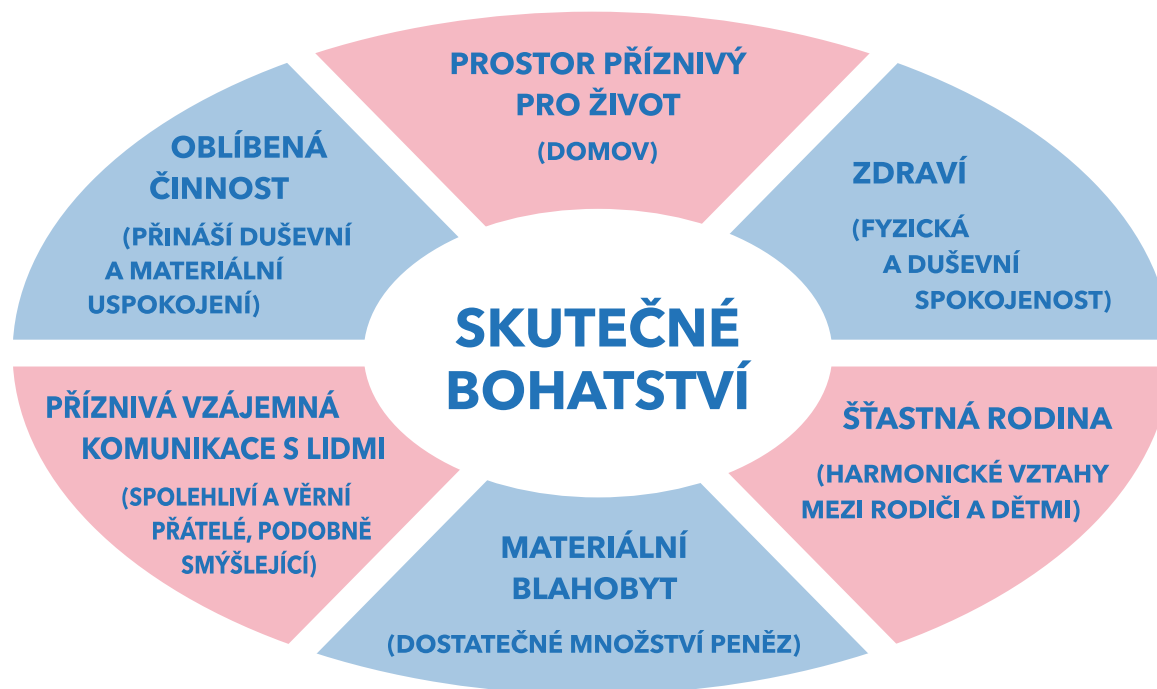 PROSTOR PŘÍZNIVÝ
PRO ŽIVOT
(DOMOV)
OBLÍBENÁ
ČINNOST
(PŘINÁŠÍ DUŠEVNÍ
A MATERIÁLNÍ
USPOKOJENÍ)
ZDRAVÍ
(FYZICKÁ
A DUŠEVNÍ
SPOKOJENOST)
SKUTEČNÉ
BOHATSTVÍ
PŘÍZNIVÁ VZÁJEMNÁ
KOMUNIKACE S LIDMI
(SPOLEHLIVÍ A VĚRNÍ
PŘÁTELÉ, PODOBNĚ
SMÝŠLEJÍCÍ)
ŠŤASTNÁ RODINA
(HARMONICKÉ VZTAHY
MEZI RODIČI A DĚTMI)
MATERIÁLNÍ
BLAHOBYT
(DOSTATEČNÉ MNOŽSTVÍ PENĚZ)